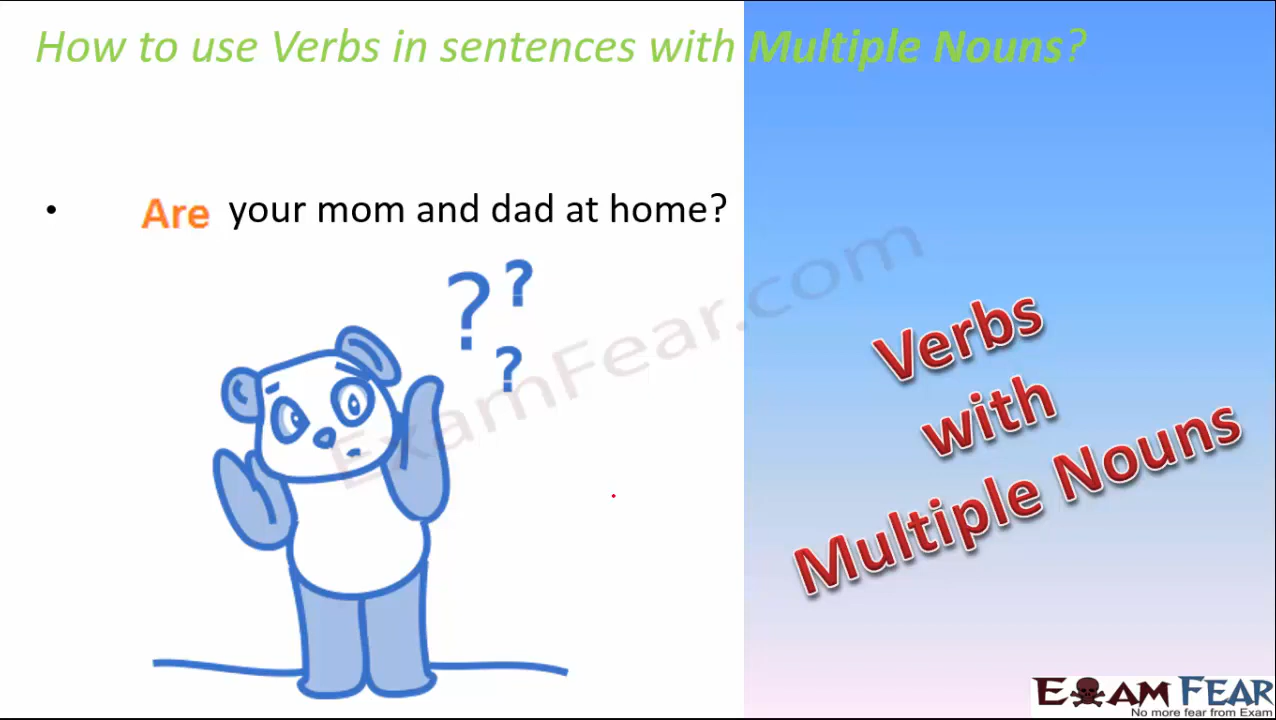 How to use Verbs in sentences with Multiple Nouns?
• Are your mom and dad at home?
? ? ?
ExamFear.com
Verbs
with
Multiple Nouns
EXAM FEAR
No more fear from Exam